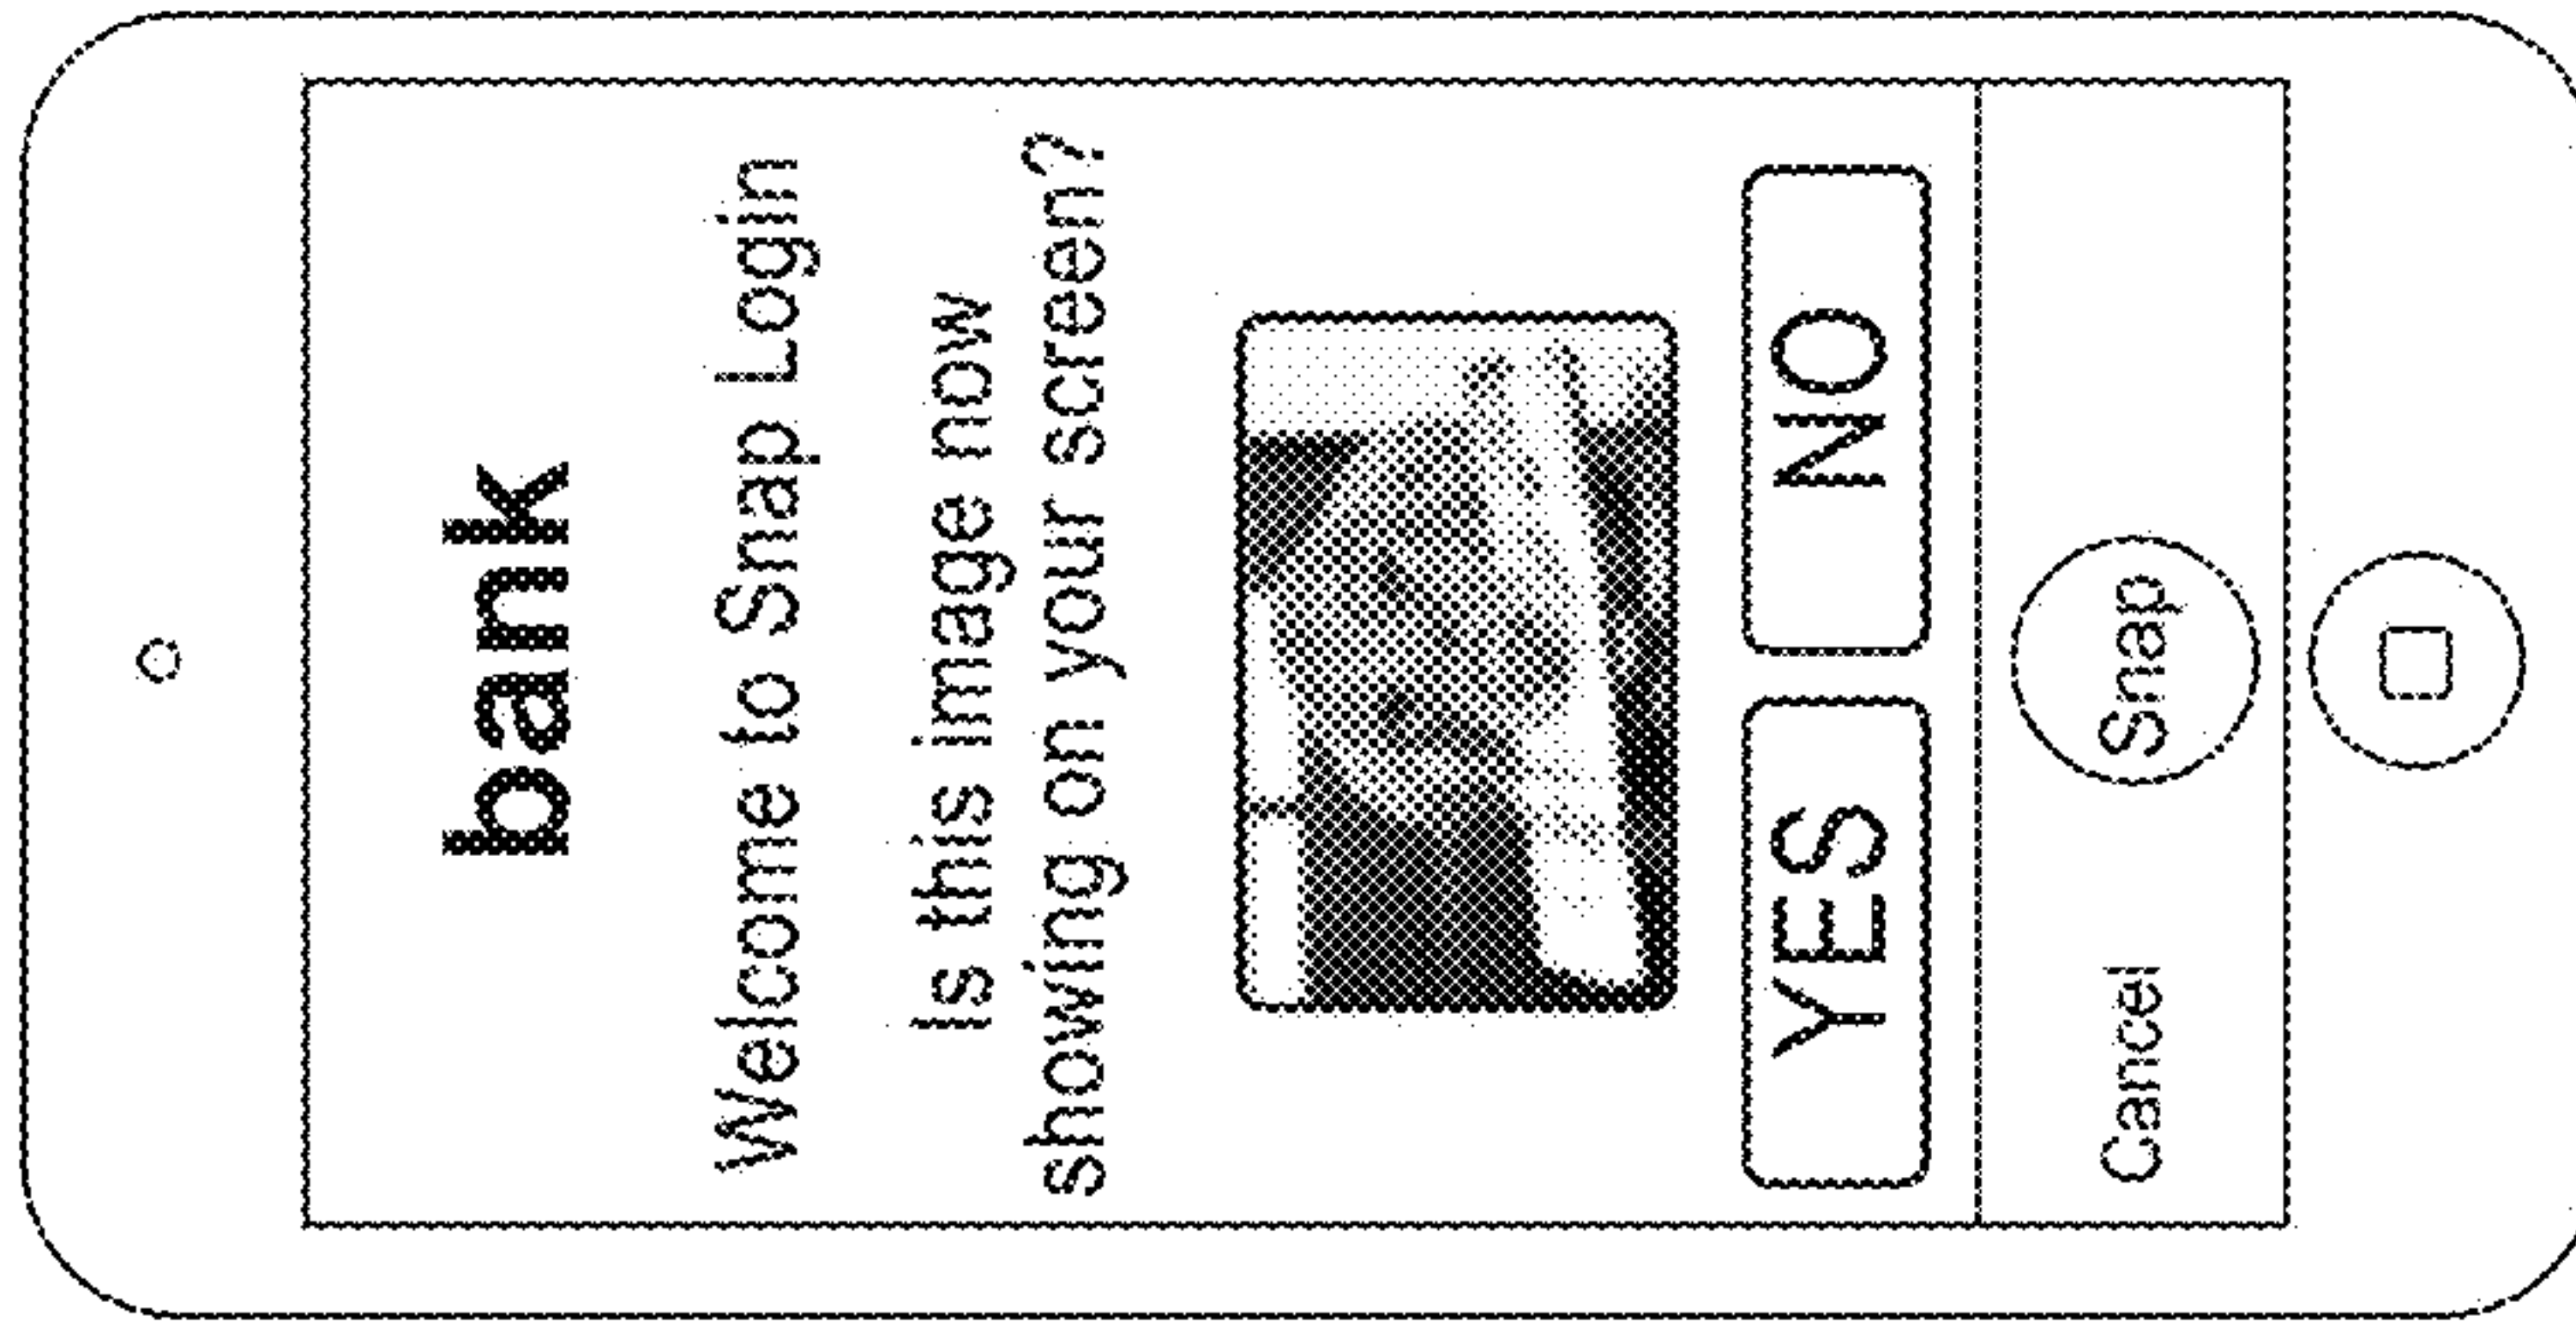 bank
Welcome to Snap Login
Is this image now
showing on your screen?
YES NO
Cancel Snap